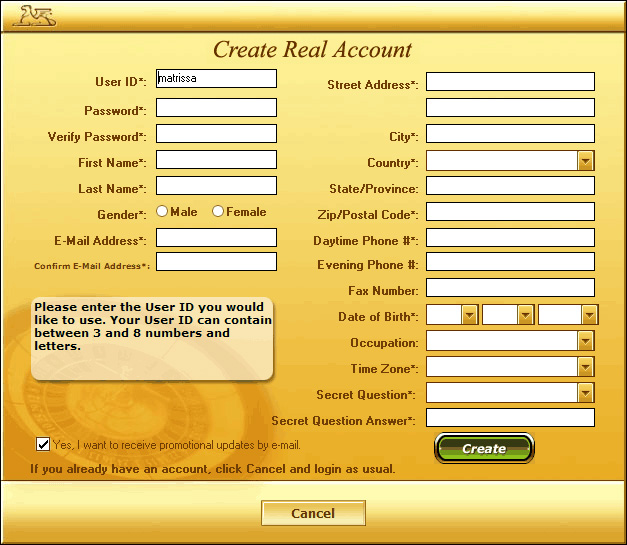 Create Real Account
User ID*:
matrissa
Password*:
Verify Password*:
First Name*:
Last Name*:
Gender*:
Male
Female
E-Mail Address*:
Confirm E-Mail Address*:
Please enter the User ID you would
like to use. Your User ID can contain
between 3 and 8 numbers and
letters.
Street Address*:
City*:
Country*:
State/Province:
Zip/Postal Code*:
Daytime Phone #*:
Evening Phone #:
Fax Number:
Date of Birth*:
Occupation:
Time Zone*:
Secret Question*:
Secret Question Answer*:
Yes, I want to receive promotional updates by e-mail.
Create
If you already have an account, click Cancel and login as usual.
Cancel